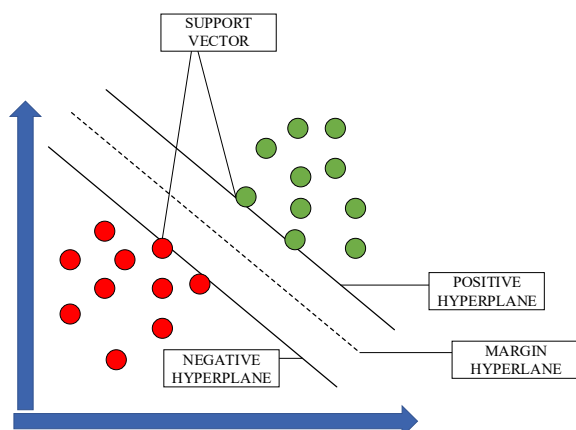 SUPPORT
VECTOR
POSITIVE
HYPERPLANE
MARGIN
HYPERLANE
NEGATIVE
HYPERPLANE